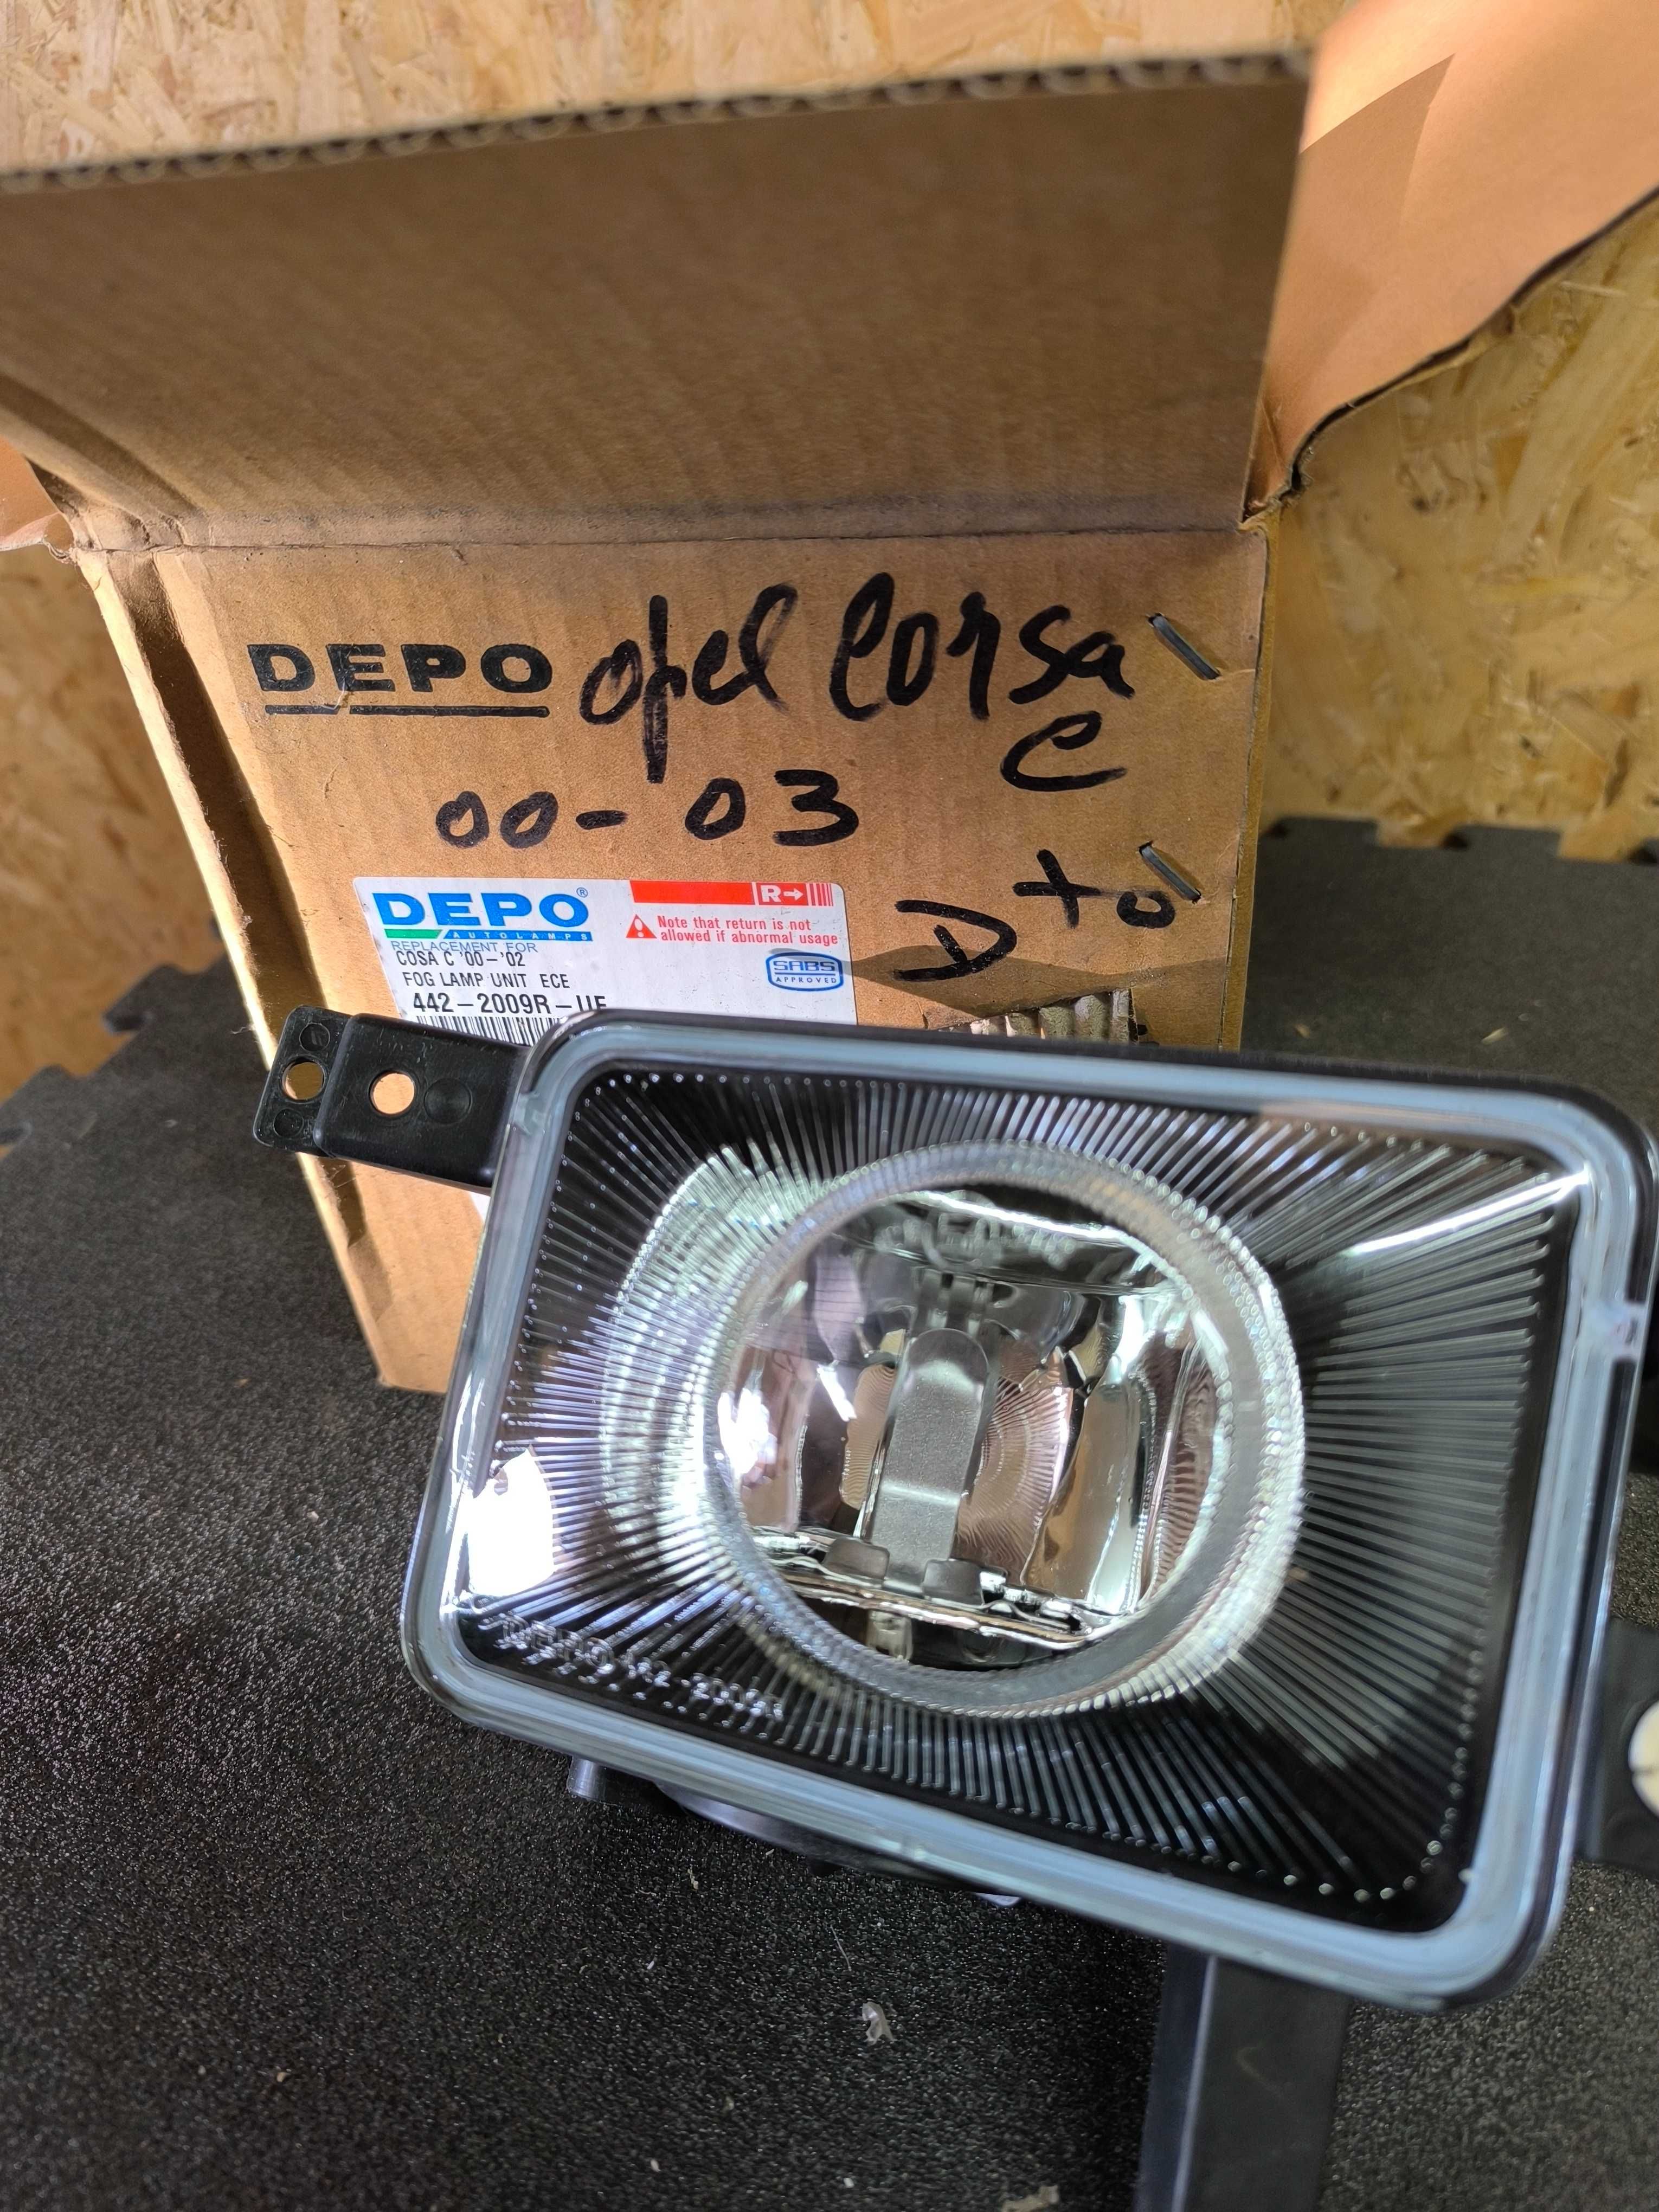 DEPO Opel Corsa
C
00-03
D to
DEPO®
AUTOLAMPS
R→
Note that return is not
allowed if abnormal usage
REPLACEMENT FOR
COSA C '00-'02
FOG LAMP UNIT ECE
442-2009R-UE
SABS
APPROVED